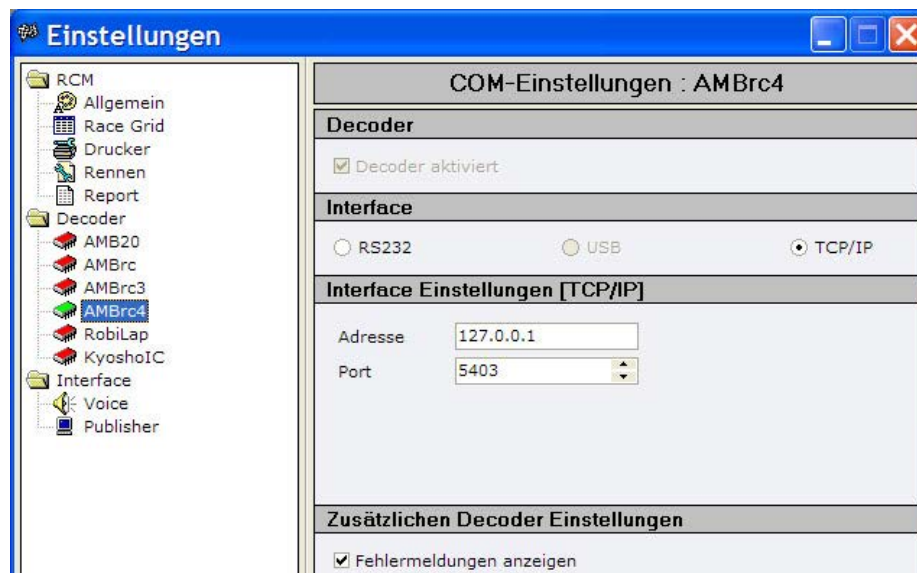 Einstellungen
RCM
Allgemein
Race Grid
Drucker
Rennen
Report
Decoder
AMB20
AMBrc
AMBrc3
AMBrc4
RobiLap
KyoshoIC
Interface
Voice
Publisher
COM-Einstellungen : AMBrc4
Decoder
Decoder aktiviert
Interface
RS232 USB TCP/IP
Interface Einstellungen [TCP/IP]
Adresse 127.0.0.1
Port 5403
Zusätzlichen Decoder Einstellungen
Fehlermeldungen anzeigen